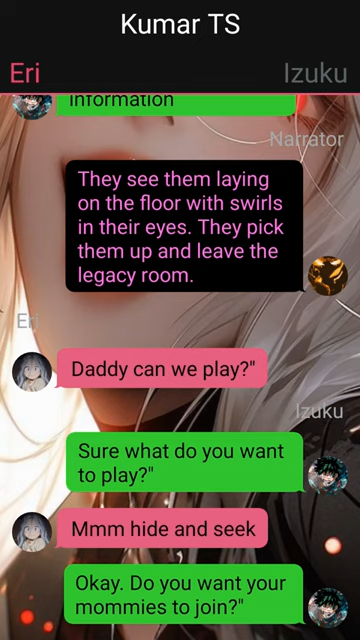 Kumar TS
Eri
Izuku
information
Narrator
They see them laying
on the floor with swirls
in their eyes. They pick
them up and leave the
legacy room.
Eri
Daddy can we play?"
Izuku
Sure what do you want
to play?"
Mmm hide and seek
Okay. Do you want your
mommies to join?"